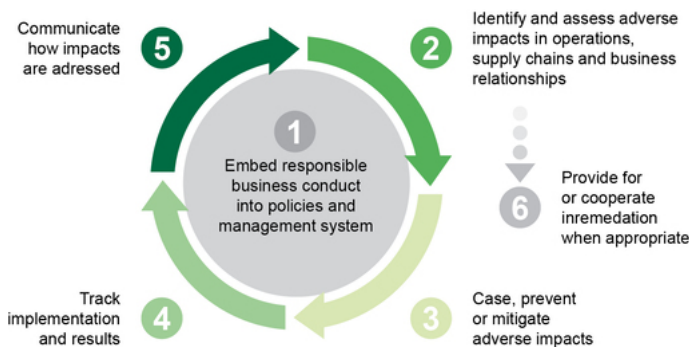 1
Embed responsible
business conduct
into policies and
management system
2
Identify and assess adverse
impacts in operations,
supply chains and business
relationships
3
Case, prevent
or mitigate
adverse impacts
4
Track
implementation
and results
5
Communicate
how impacts
are adressed
6
Provide for
or cooperate
inremedation
when appropriate